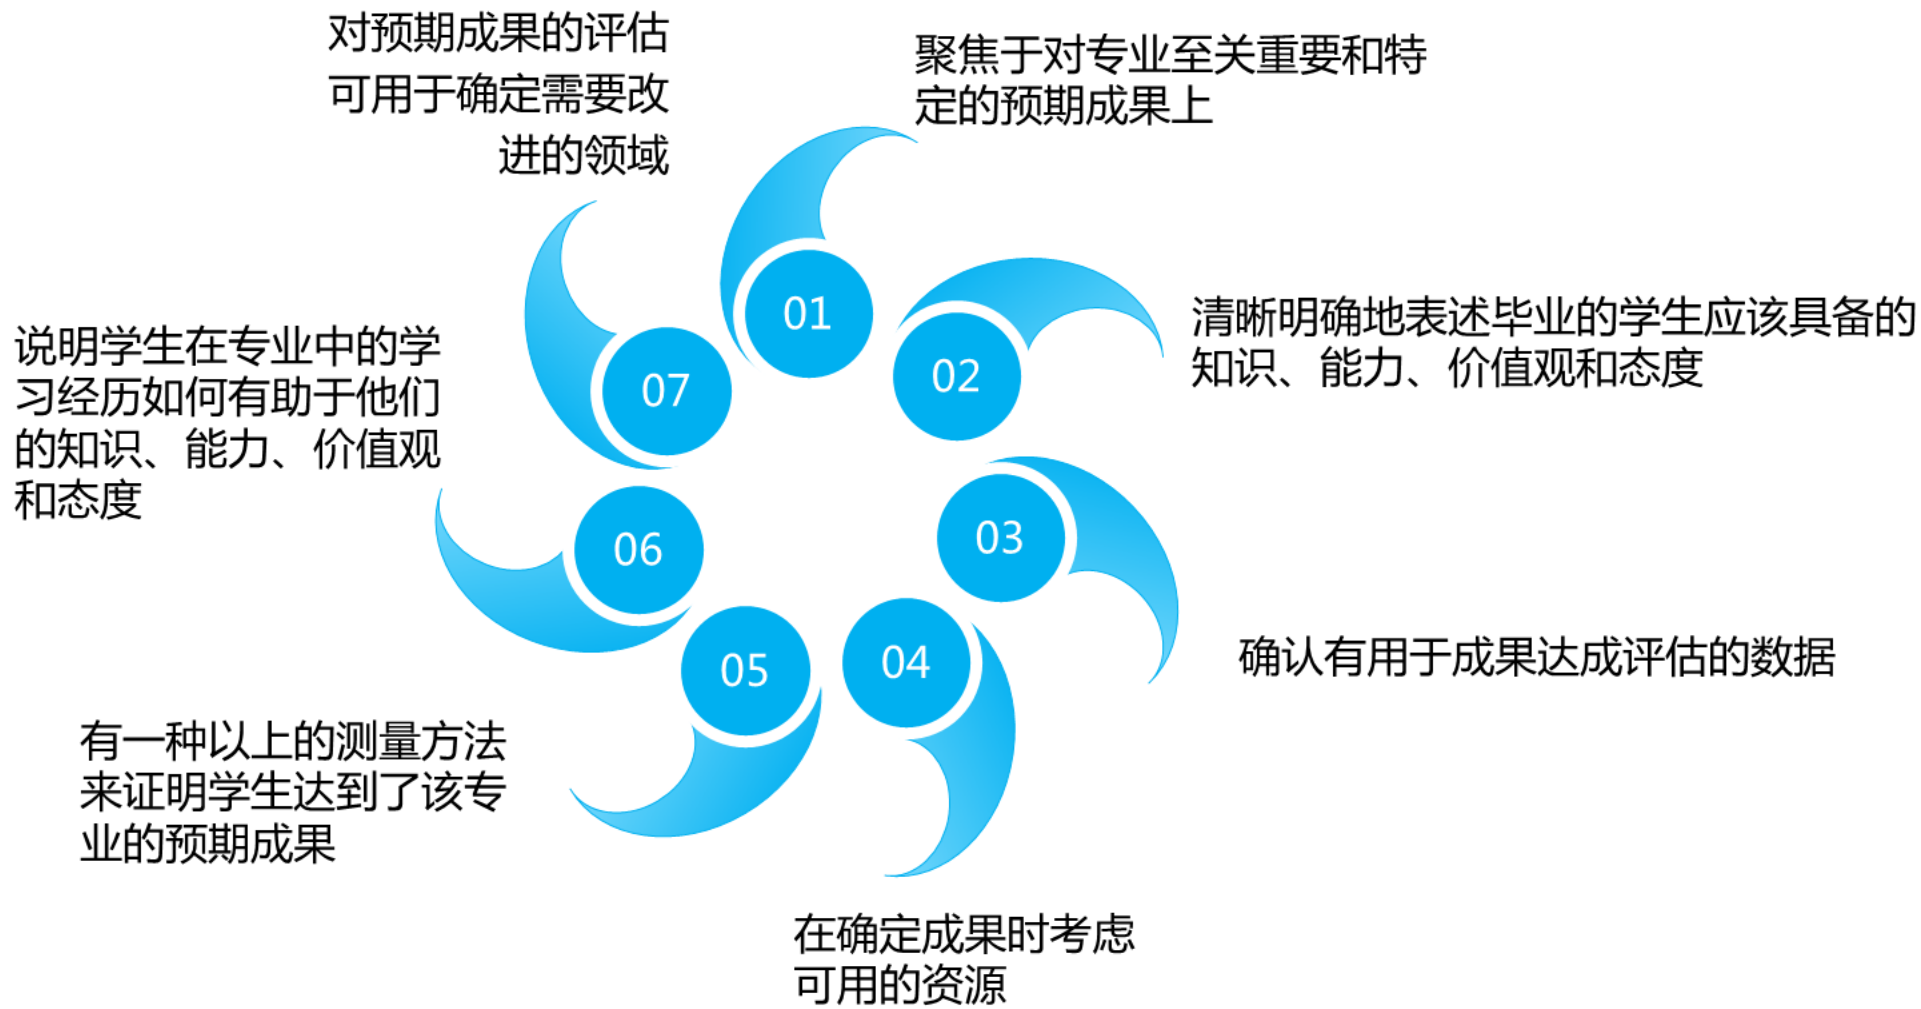 01
聚焦于对专业至关重要和特
定的预期成果上
02
清晰明确地表述毕业的学生应该具备的
知识、能力、价值观和态度
03
确认有用于成果达成评估的数据
04
在确定成果时考虑
可用的资源
05
有一种以上的测量方法
来证明学生达到了该专
业的预期成果
06
说明学生在专业中的学
习经历如何有助于他们
的知识、能力、价值观
和态度
07
对预期成果的评估
可用于确定需要改
进的领域